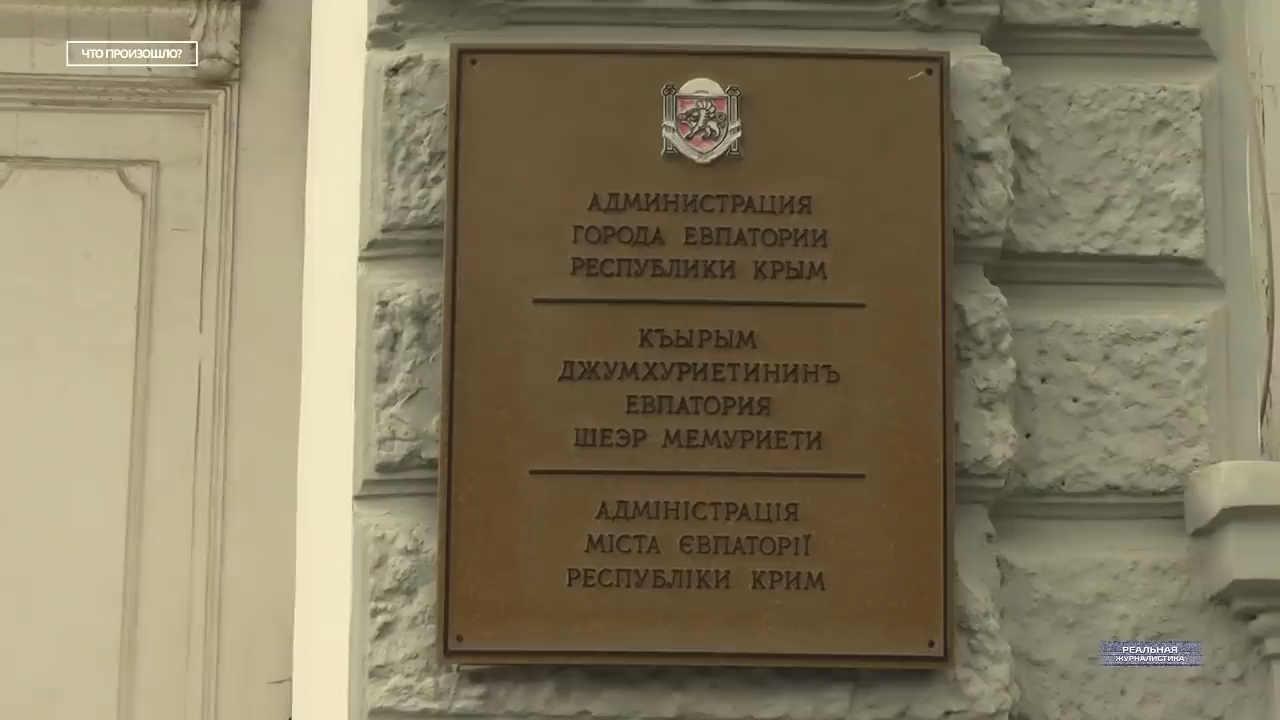 ЧТО ПРОИЗОШЛО?
АДМИНИСТРАЦИЯ
ГОРОДА ЕВПАТОРИИ
РЕСПУБЛИКИ КРЫМ
КЪЫРЫМ
ДЖУМХУРИЕТИНИНЪ
ЕВПАТОРИЯ
ШЕЭР МЕМУРИЕТИ
АДМІНІСТРАЦІЯ
МІСТА ЄВПАТОРІЇ
РЕСПУБЛІКИ КРИМ
РЕАЛЬНАЯ
ЖУРНАЛИСТИКА